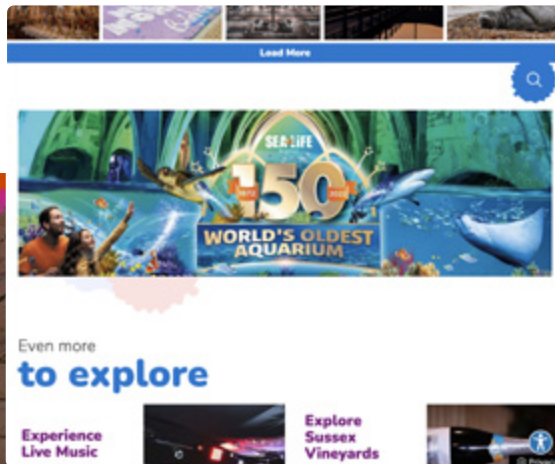 Load More
SEA LiFE
150
WORLD'S OLDEST
AQUARIUM
Even more
to explore
Experience
Live Music
Explore
Sussex
Vineyards